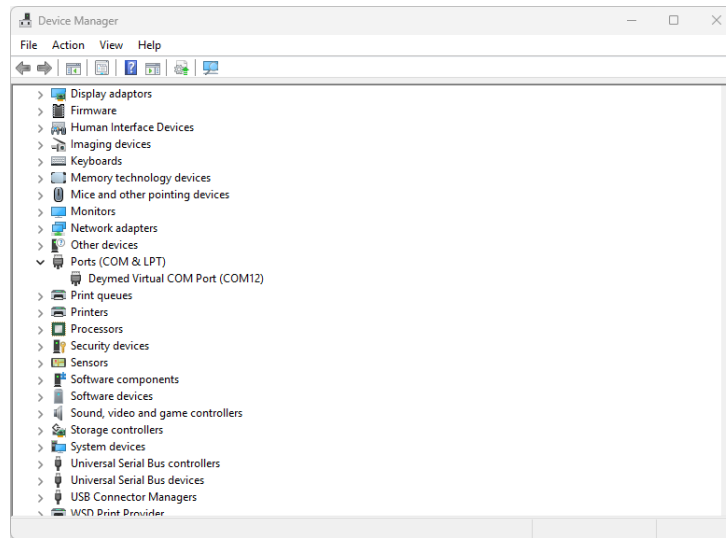 Device Manager
File Action View Help
Display adaptors
Firmware
Human Interface Devices
Imaging devices
Keyboards
Memory technology devices
Mice and other pointing devices
Monitors
Network adapters
Other devices
Ports (COM & LPT)
Deymed Virtual COM Port (COM12)
Print queues
Printers
Processors
Security devices
Sensors
Software components
Software devices
Sound, video and game controllers
Storage controllers
System devices
Universal Serial Bus controllers
Universal Serial Bus devices
USB Connector Managers
WSD Print Provider